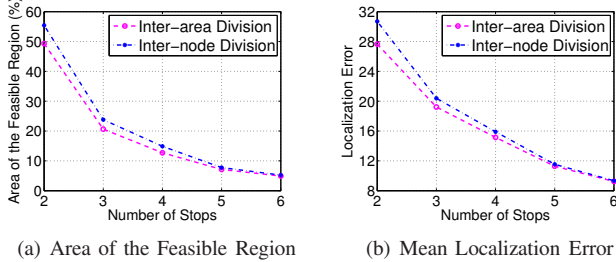 Area of the Feasible Region (%)
60
50
40
30
20
10
0
2 3 4 5 6
Number of Stops
Inter−area Division
Inter−node Division
(a) Area of the Feasible Region
Localization Error
32
28
24
20
16
12
8
2 3 4 5 6
Number of Stops
Inter−area Division
Inter−node Division
(b) Mean Localization Error